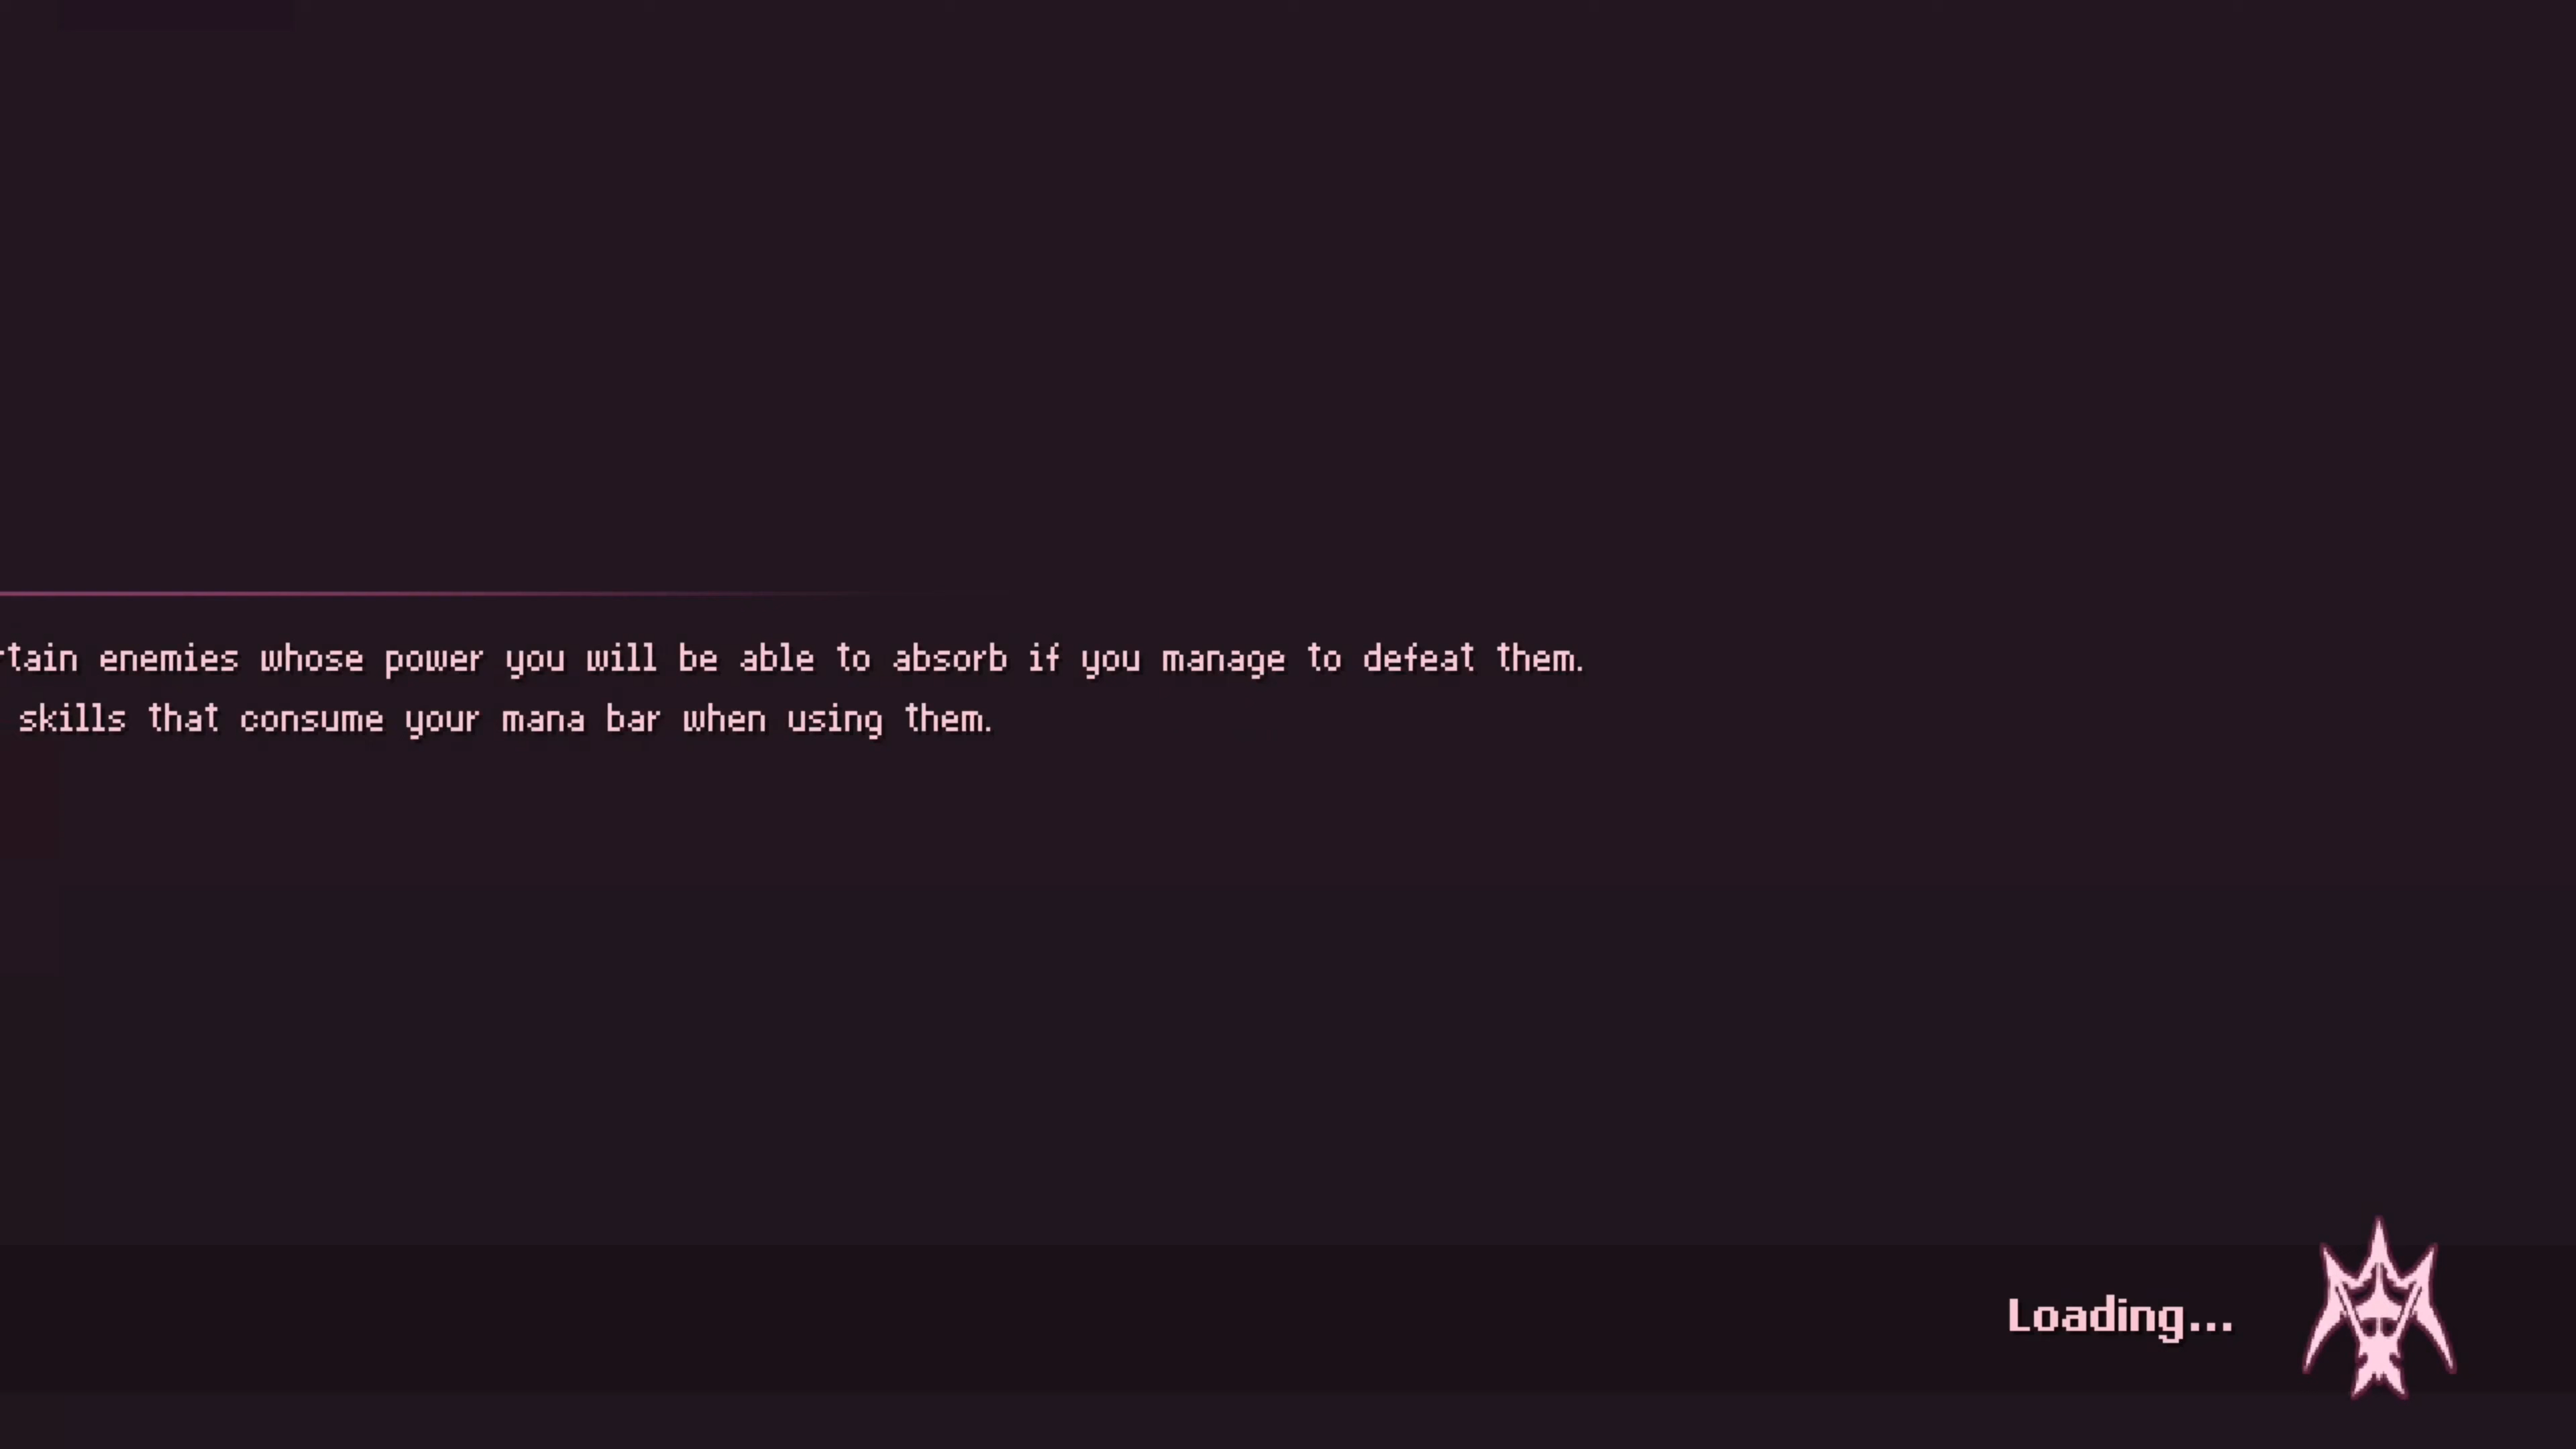 tain enemies whose power you will be able to absorb if you manage to defeat them.
skills that consume your mana bar when using them.
Loading...